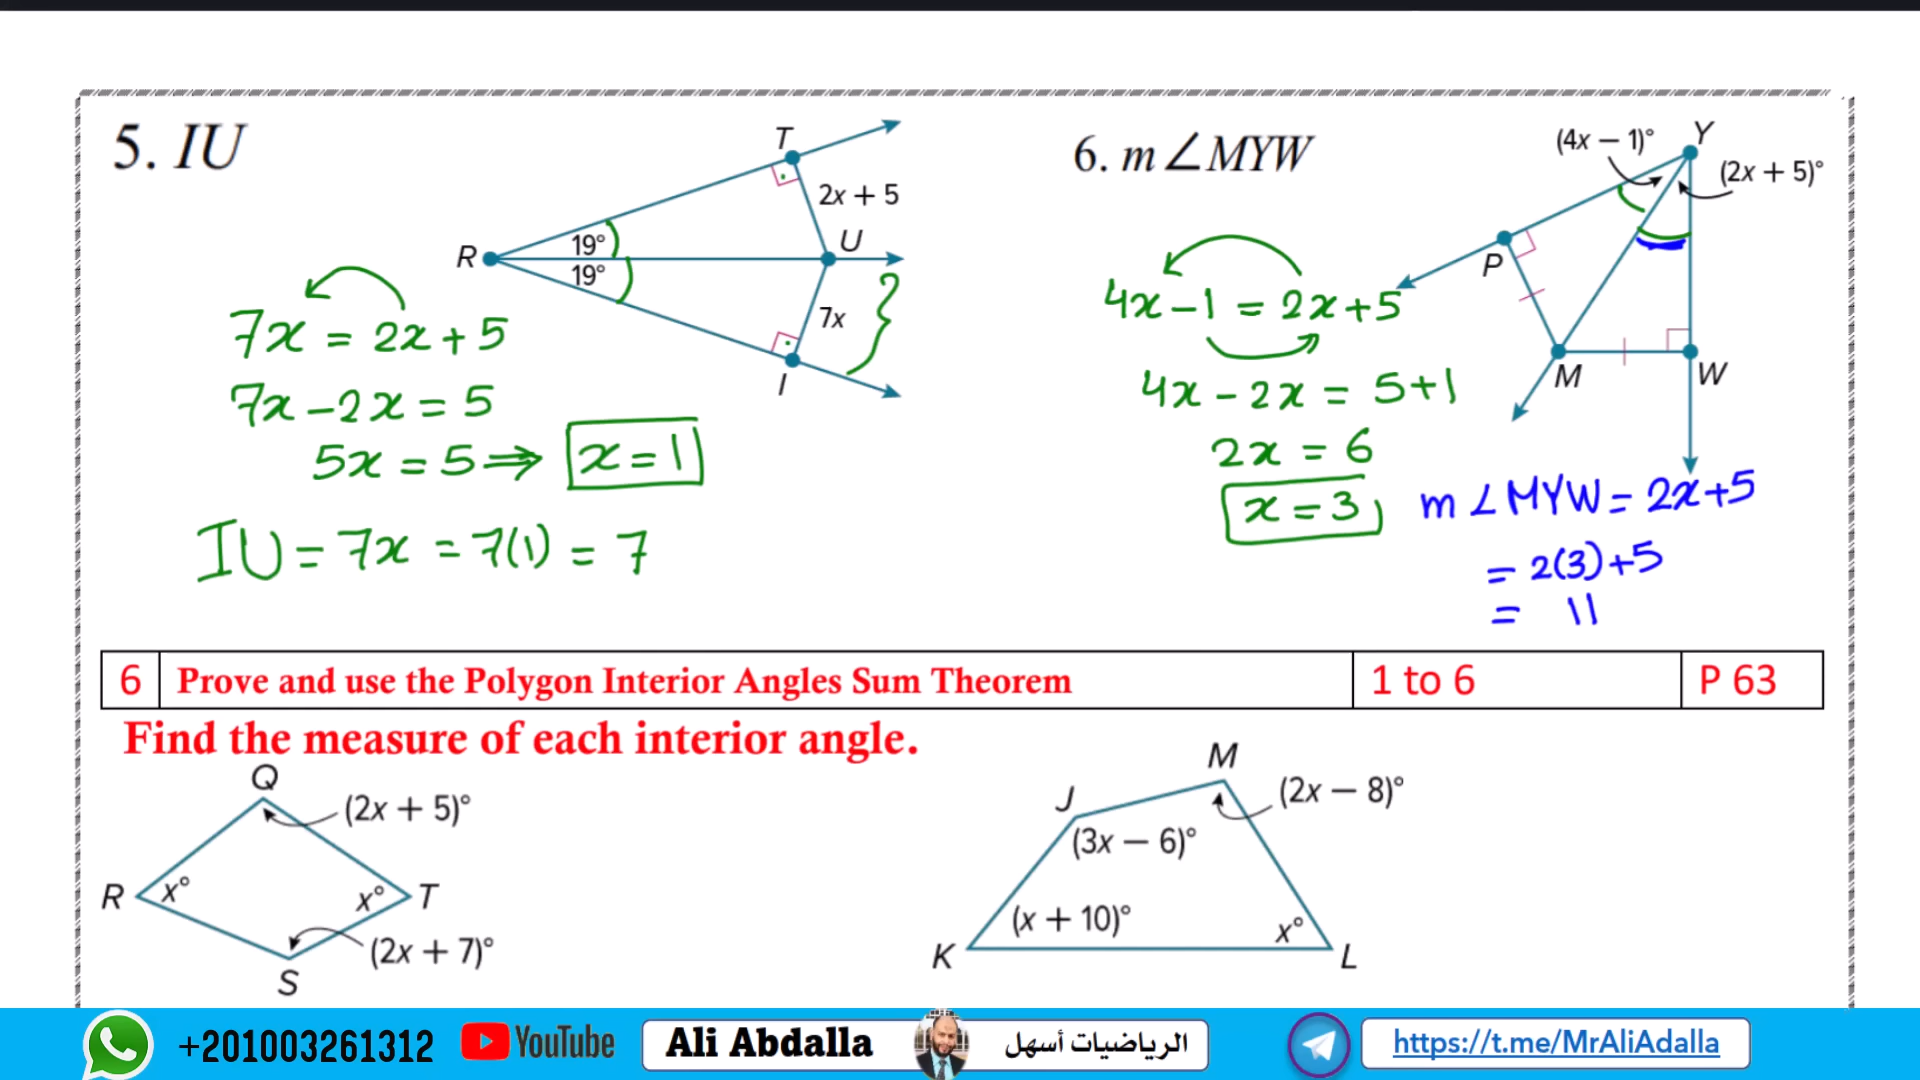 5. IU
T
2x + 5
U
R
19°
19°
7x
I
7x = 2x + 5
7x - 2x = 5
5x = 5 ⇒ x = 1
IU = 7x = 7(1) = 7
6. m∠MYW
(4x − 1)°
Y
(2x + 5)°
P
M
W
4x - 1 = 2x + 5
4x - 2x = 5 + 1
2x = 6
x = 3
m∠MYW = 2x + 5
= 2(3) + 5
= 11
6 Prove and use the Polygon Interior Angles Sum Theorem 1 to 6 P 63
Find the measure of each interior angle.
Q
(2x + 5)°
R
x°
x°
T
(2x + 7)°
S
M
(2x − 8)°
J
(3x − 6)°
(x + 10)°
x°
K
L
+201003261312 YouTube Ali Abdalla الرياضيات أسهل https://t.me/MrAliAdalla